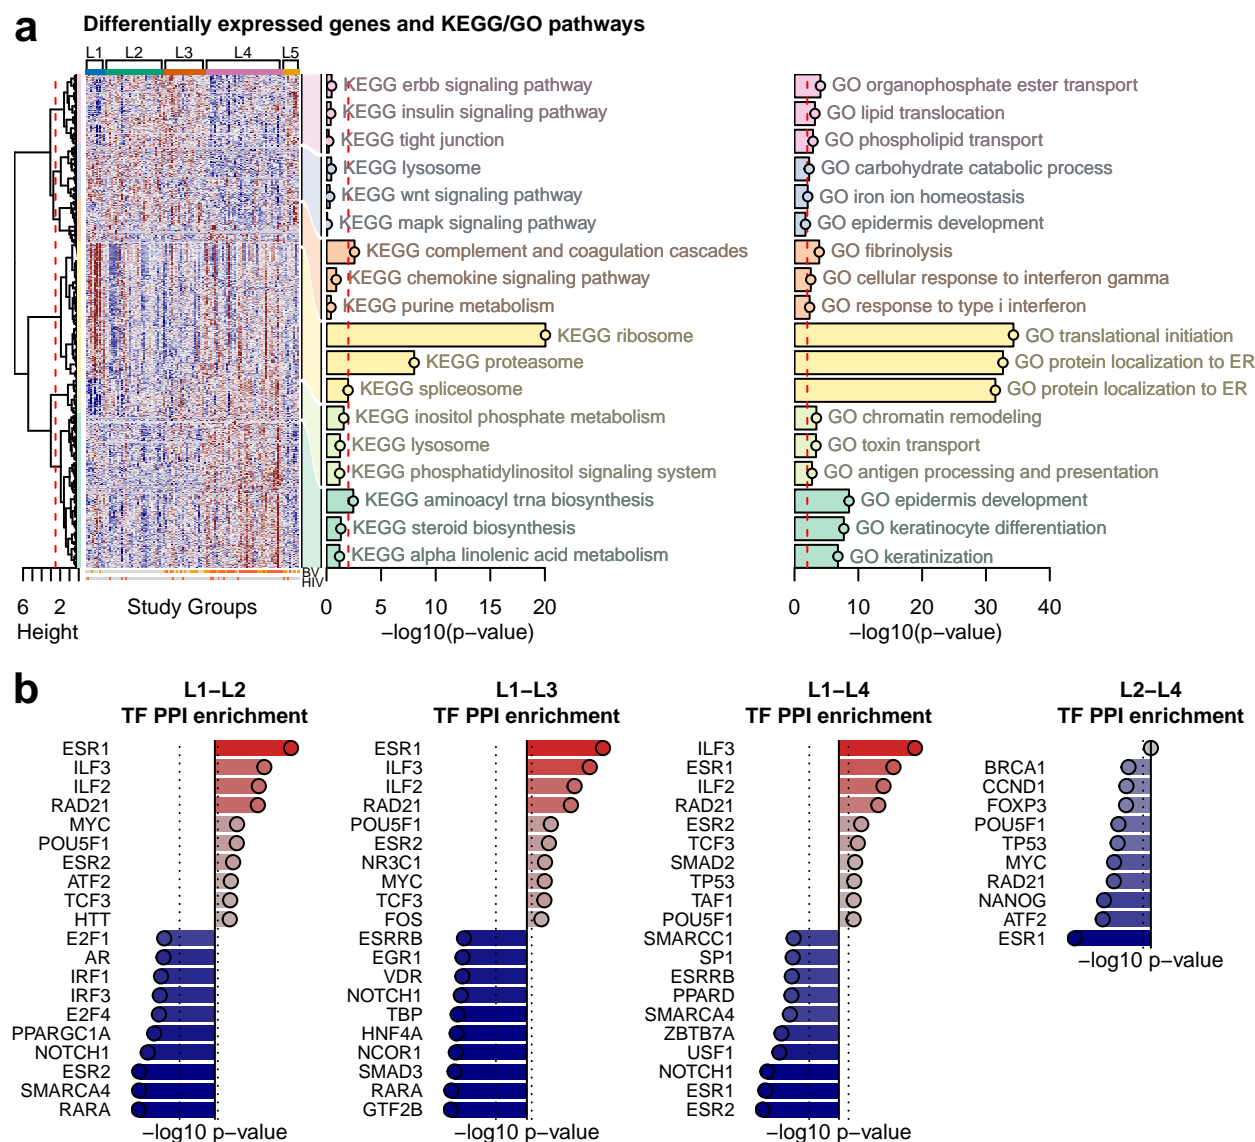 a
Differentially expressed genes and KEGG/GO pathways
L1 L2 L3 L4 L5
KEGG erbb signaling pathway
KEGG insulin signaling pathway
KEGG tight junction
KEGG lysosome
KEGG wnt signaling pathway
KEGG mapk signaling pathway
KEGG complement and coagulation cascades
KEGG chemokine signaling pathway
KEGG purine metabolism
KEGG ribosome
KEGG proteasome
KEGG spliceosome
KEGG inositol phosphate metabolism
KEGG lysosome
KEGG phosphatidylinositol signaling system
KEGG aminoacyl trna biosynthesis
KEGG steroid biosynthesis
KEGG alpha linolenic acid metabolism
BV
HIV
6 2
Height
Study Groups
0 5 10 15 20
−log10(p−value)
GO organophosphate ester transport
GO lipid translocation
GO phospholipid transport
GO carbohydrate catabolic process
GO iron ion homeostasis
GO epidermis development
GO fibrinolysis
GO cellular response to interferon gamma
GO response to type i interferon
GO translational initiation
GO protein localization to ER
GO protein localization to ER
GO chromatin remodeling
GO toxin transport
GO antigen processing and presentation
GO epidermis development
GO keratinocyte differentiation
GO keratinization
0 10 20 30 40
−log10(p−value)
b
L1−L2
TF PPI enrichment
ESR1
ILF3
ILF2
RAD21
MYC
POU5F1
ESR2
ATF2
TCF3
HTT
E2F1
AR
IRF1
IRF3
E2F4
PPARGC1A
NOTCH1
ESR2
SMARCA4
RARA
−log10 p−value
L1−L3
TF PPI enrichment
ESR1
ILF3
ILF2
RAD21
POU5F1
ESR2
NR3C1
MYC
TCF3
FOS
ESRRB
EGR1
VDR
NOTCH1
TBP
HNF4A
NCOR1
SMAD3
RARA
GTF2B
−log10 p−value
L1−L4
TF PPI enrichment
ILF3
ESR1
ILF2
RAD21
ESR2
TCF3
SMAD2
TP53
TAF1
POU5F1
SMARCC1
SP1
ESRRB
PPARD
SMARCA4
ZBTB7A
USF1
NOTCH1
ESR1
ESR2
−log10 p−value
L2−L4
TF PPI enrichment
BRCA1
CCND1
FOXP3
POU5F1
TP53
MYC
RAD21
NANOG
ATF2
ESR1
−log10 p−value